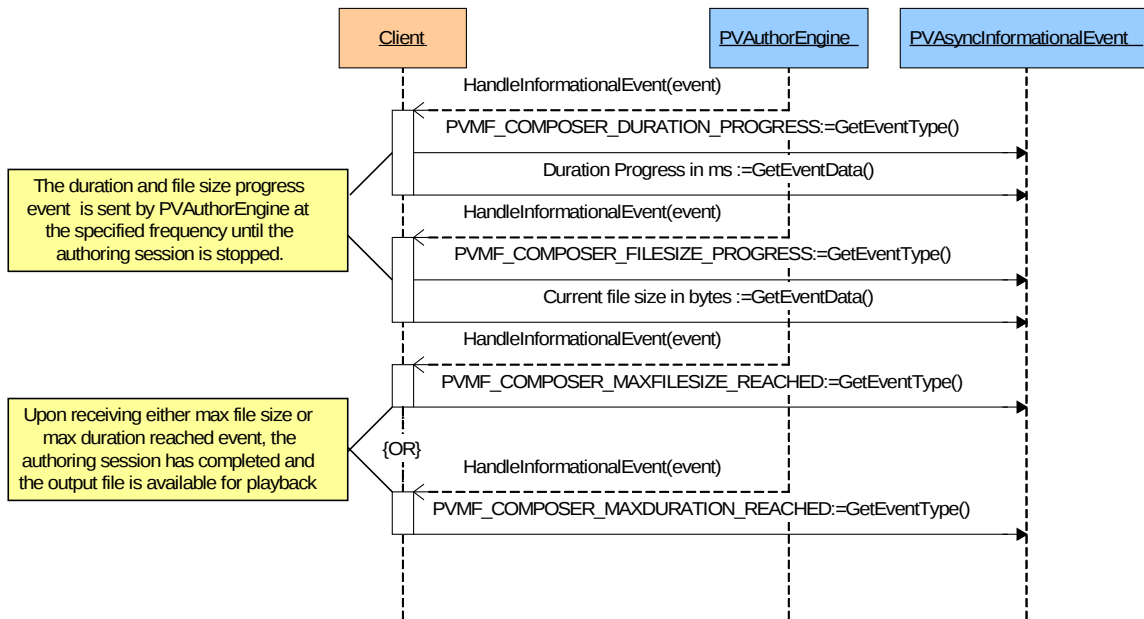 Client
PVAuthorEngine
PVAsyncInformationalEvent
HandleInformationalEvent(event)
PVMF_COMPOSER_DURATION_PROGRESS:=GetEventType()
Duration Progress in ms :=GetEventData()
The duration and file size progress
event is sent by PVAuthorEngine at
the specified frequency until the
authoring session is stopped.
HandleInformationalEvent(event)
PVMF_COMPOSER_FILESIZE_PROGRESS:=GetEventType()
Current file size in bytes :=GetEventData()
HandleInformationalEvent(event)
PVMF_COMPOSER_MAXFILESIZE_REACHED:=GetEventType()
Upon receiving either max file size or
max duration reached event, the
authoring session has completed and
the output file is available for playback
{OR}
HandleInformationalEvent(event)
PVMF_COMPOSER_MAXDURATION_REACHED:=GetEventType()